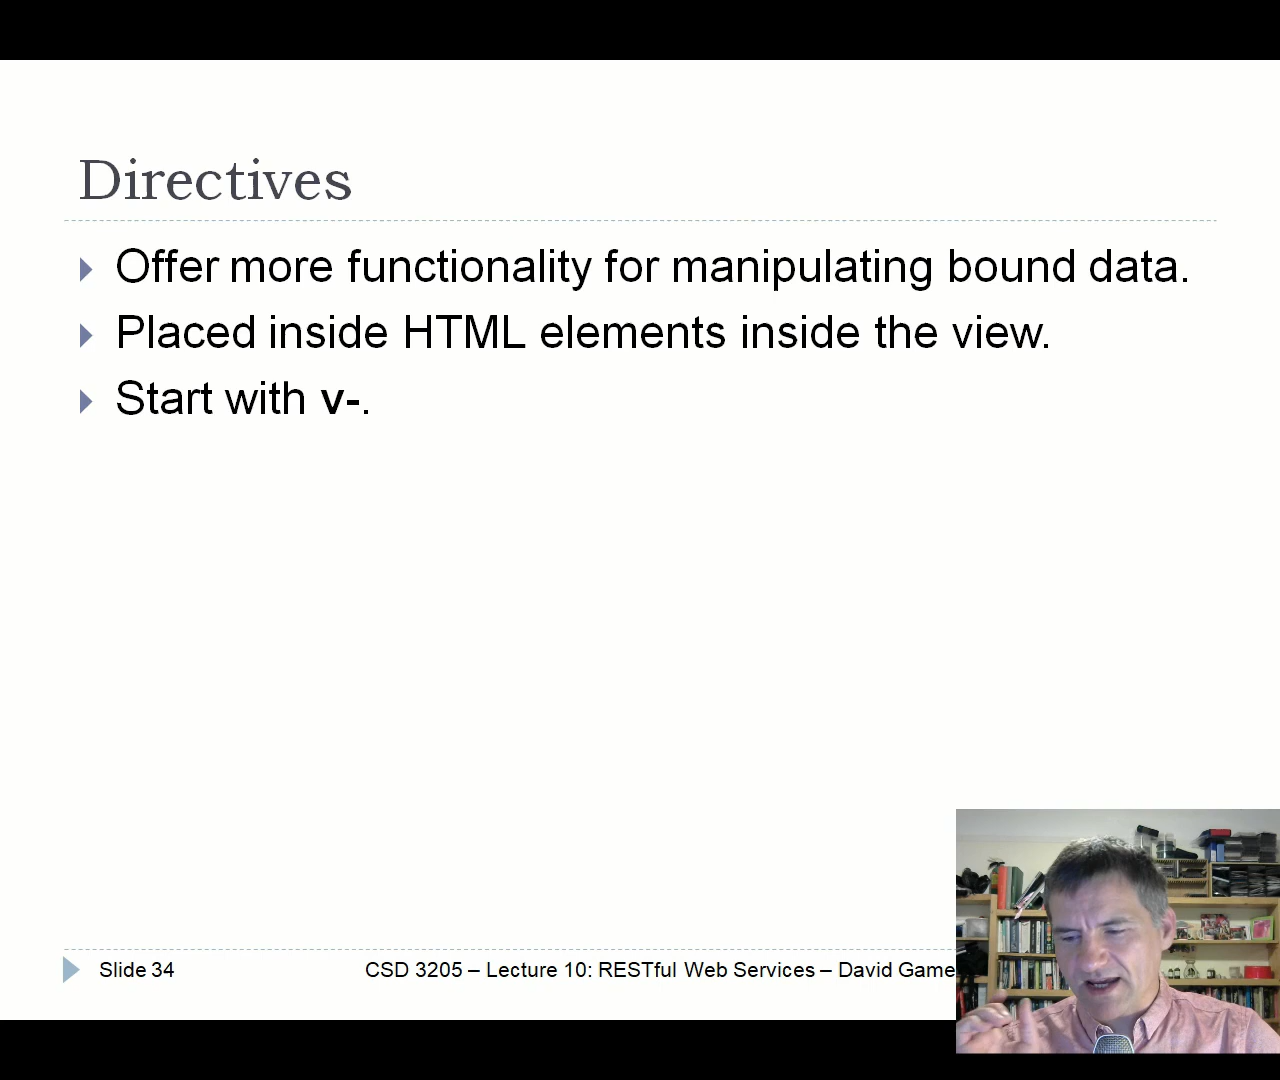 Directives
Offer more functionality for manipulating bound data.
Placed inside HTML elements inside the view.
Start with v-.
Slide 34
CSD 3205 – Lecture 10: RESTful Web Services – David Game